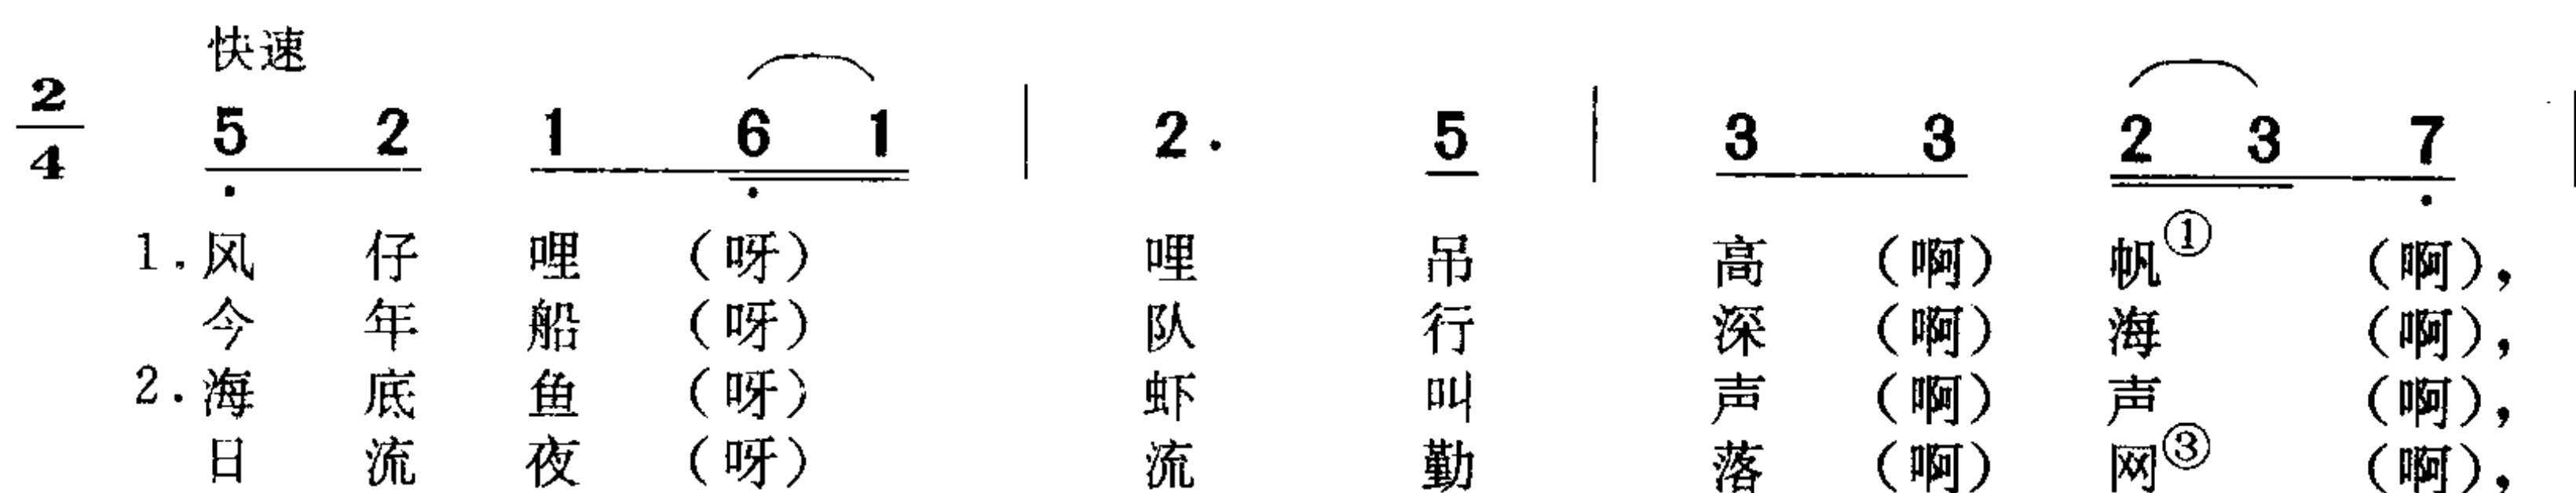 快速
2/4 5 2 1 6 1 | 2. 5 | 3 3 2 3 7 |
1.风 仔 哩 (呀) 哩 吊 高 (啊) 帆① (啊),
今 年 船 (呀) 队 行 深 (啊) 海 (啊),
2.海 底 鱼 (呀) 虾 叫 声 (啊) 声 (啊),
日 流 夜 (呀) 流 勤 落 (啊) 网③ (啊),